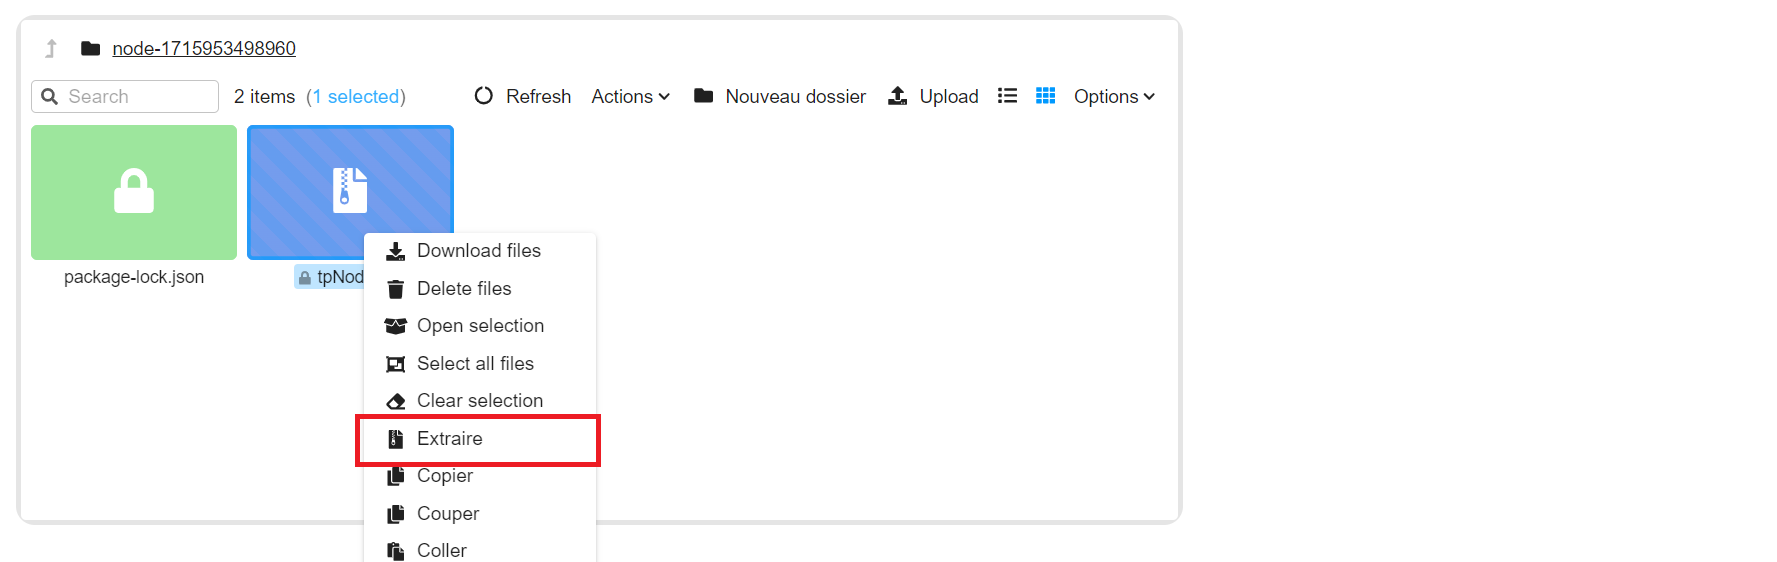 node-1715953498960
Search 2 items (1 selected) Refresh Actions Nouveau dossier Upload Options
package-lock.json tpNod
Download files
Delete files
Open selection
Select all files
Clear selection
Extraire
Copier
Couper
Coller